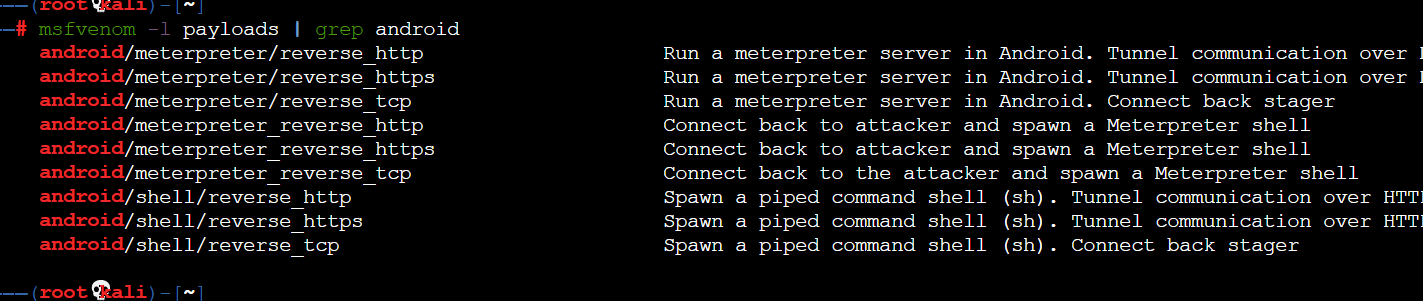 ——(root💀kali)-[~]
—# msfvenom -l payloads | grep android
android/meterpreter/reverse_http Run a meterpreter server in Android. Tunnel communication over
android/meterpreter/reverse_https Run a meterpreter server in Android. Tunnel communication over
android/meterpreter/reverse_tcp Run a meterpreter server in Android. Connect back stager
android/meterpreter_reverse_http Connect back to attacker and spawn a Meterpreter shell
android/meterpreter_reverse_https Connect back to attacker and spawn a Meterpreter shell
android/meterpreter_reverse_tcp Connect back to the attacker and spawn a Meterpreter shell
android/shell/reverse_http Spawn a piped command shell (sh). Tunnel communication over HTT
android/shell/reverse_https Spawn a piped command shell (sh). Tunnel communication over HTT
android/shell/reverse_tcp Spawn a piped command shell (sh). Connect back stager
——(root💀kali)-[~]